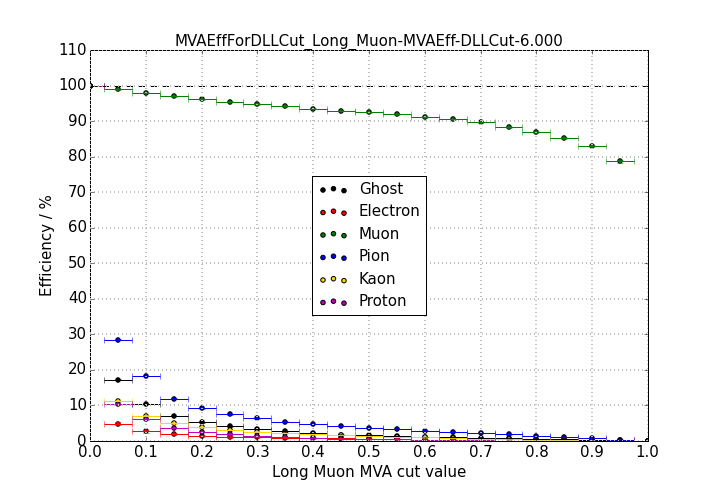 MVAEffForDLLCut_Long_Muon-MVAEff-DLLCut-6.000
110
100
90
80
70
60
50
40
30
20
10
0
Efficiency / %
Ghost
Electron
Muon
Pion
Kaon
Proton
0.0 0.1 0.2 0.3 0.4 0.5 0.6 0.7 0.8 0.9 1.0
Long Muon MVA cut value